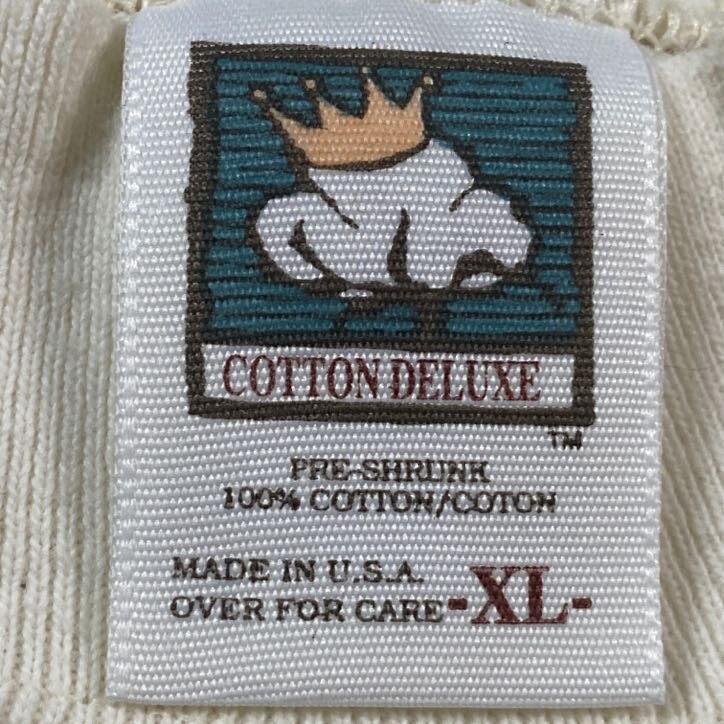 COTTON DELUXE
TM
PRE-SHRUNK
100% COTTON/COTON
MADE IN U.S.A.
OVER FOR CARE -XL-